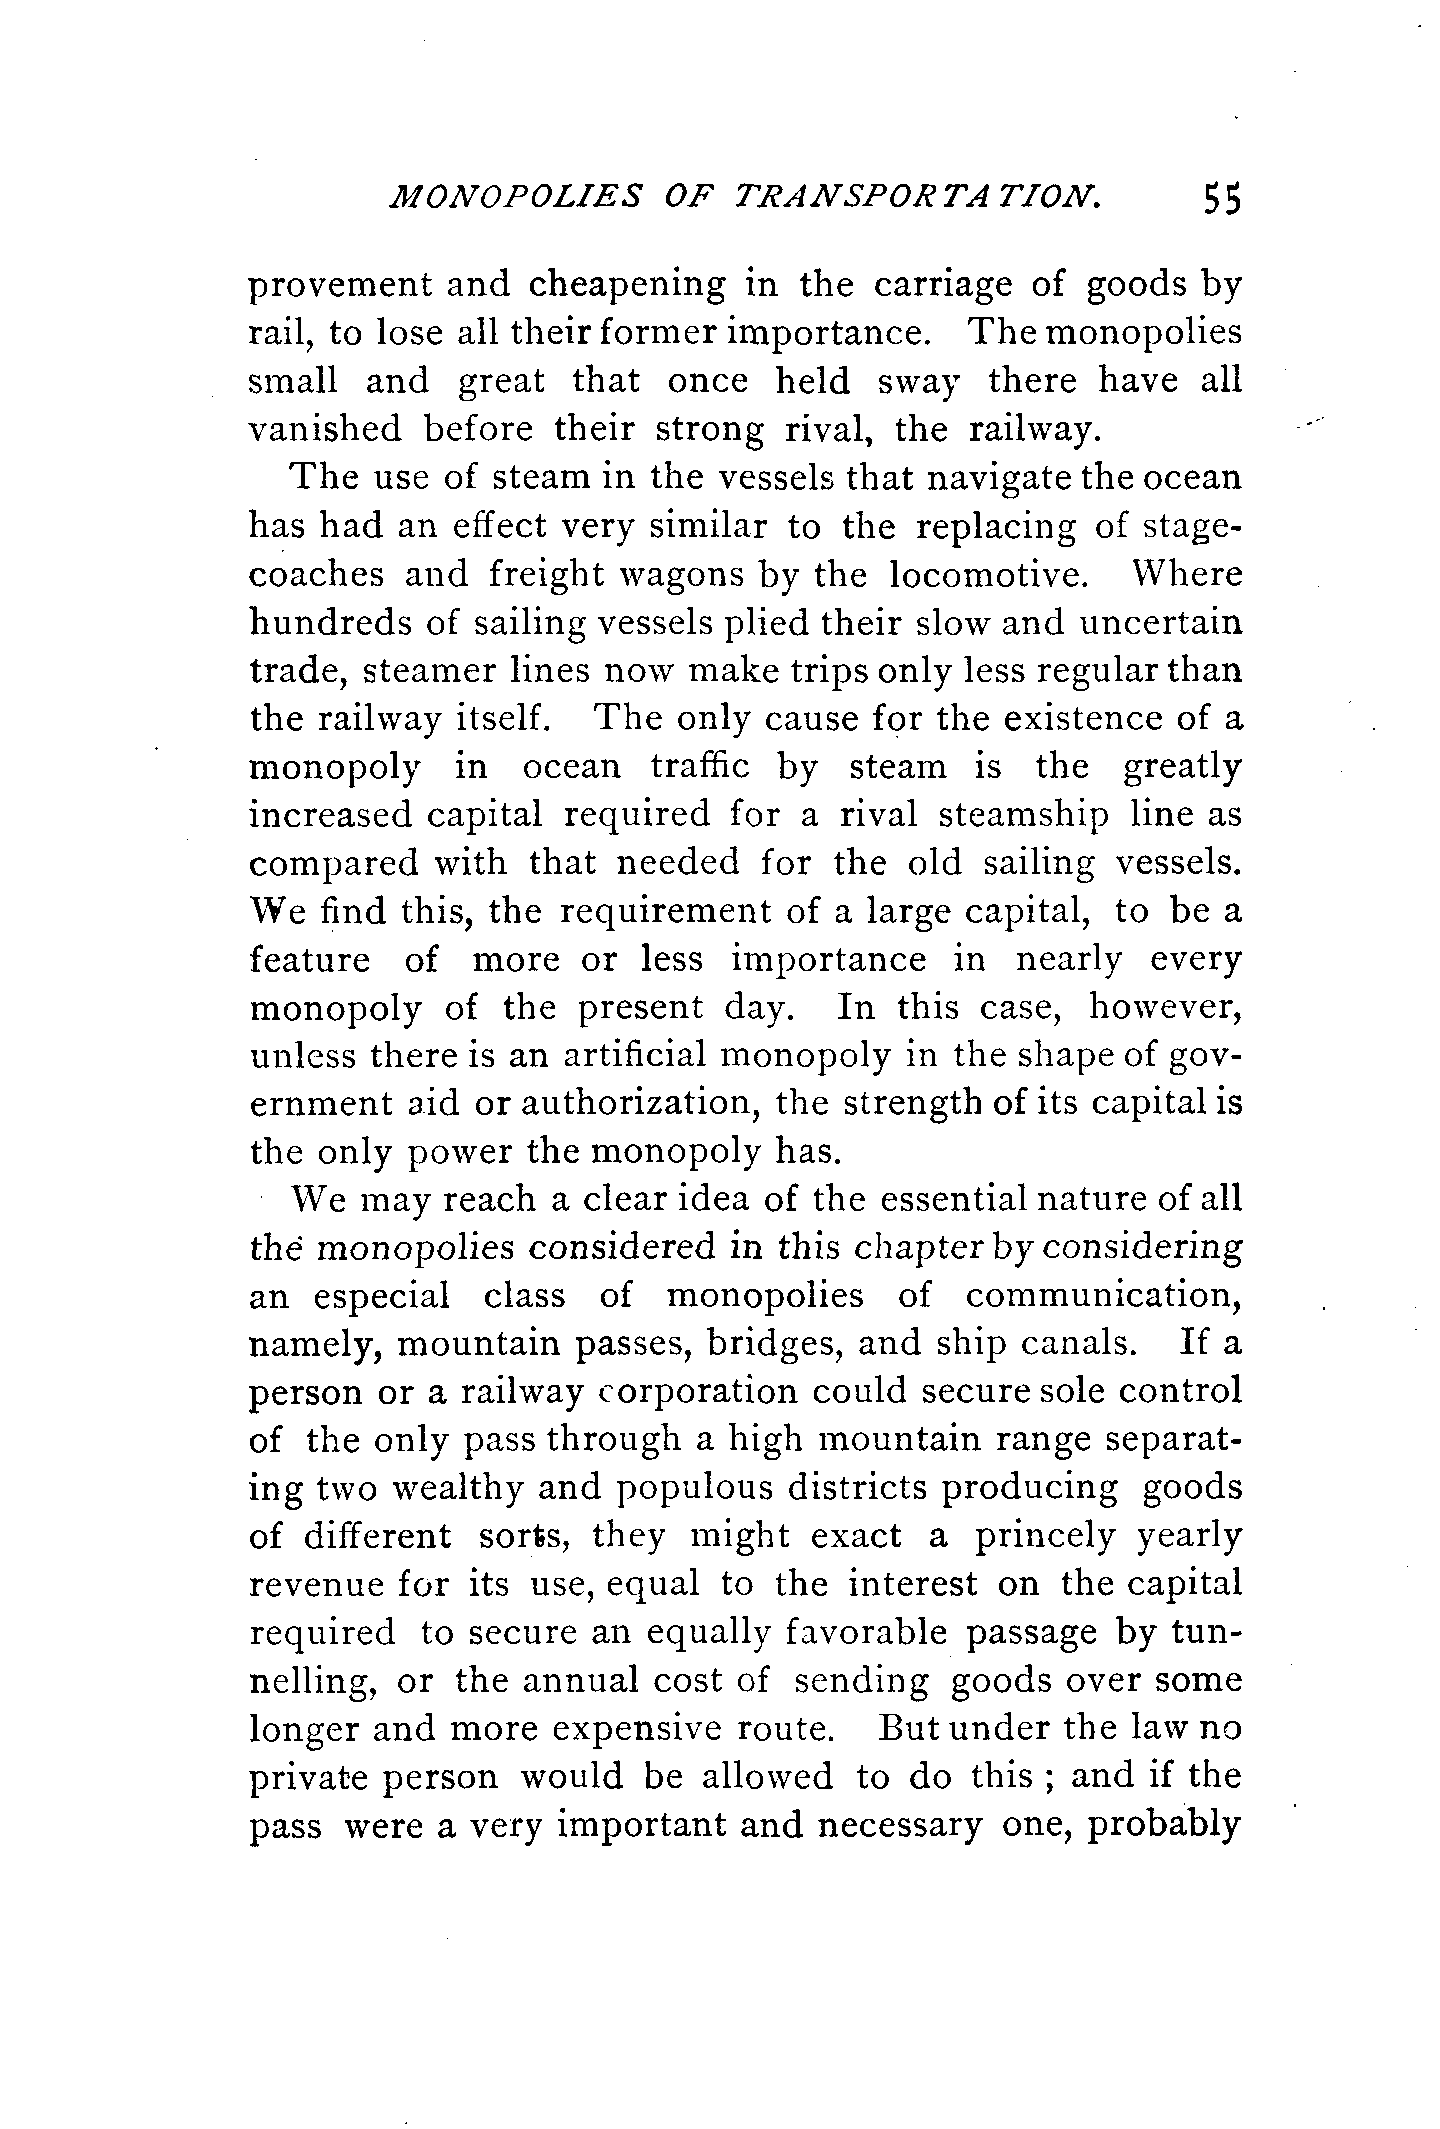 MONOPOLIES OF TRANSPORTATION. 55
provement and cheapening in the carriage of goods by
rail, to lose all their former importance. The monopolies
small and great that once held sway there have all
vanished before their strong rival, the railway.
The use of steam in the vessels that navigate the ocean
has had an effect very similar to the replacing of stage-
coaches and freight wagons by the locomotive. Where
hundreds of sailing vessels plied their slow and uncertain
trade, steamer lines now make trips only less regular than
the railway itself. The only cause for the existence of a
monopoly in ocean traffic by steam is the greatly
increased capital required for a rival steamship line as
compared with that needed for the old sailing vessels.
We find this, the requirement of a large capital, to be a
feature of more or less importance in nearly every
monopoly of the present day. In this case, however,
unless there is an artificial monopoly in the shape of gov-
ernment aid or authorization, the strength of its capital is
the only power the monopoly has.
We may reach a clear idea of the essential nature of all
the monopolies considered in this chapter by considering
an especial class of monopolies of communication,
namely, mountain passes, bridges, and ship canals. If a
person or a railway corporation could secure sole control
of the only pass through a high mountain range separat-
ing two wealthy and populous districts producing goods
of different sorts, they might exact a princely yearly
revenue for its use, equal to the interest on the capital
required to secure an equally favorable passage by tun-
nelling, or the annual cost of sending goods over some
longer and more expensive route. But under the law no
private person would be allowed to do this ; and if the
pass were a very important and necessary one, probably